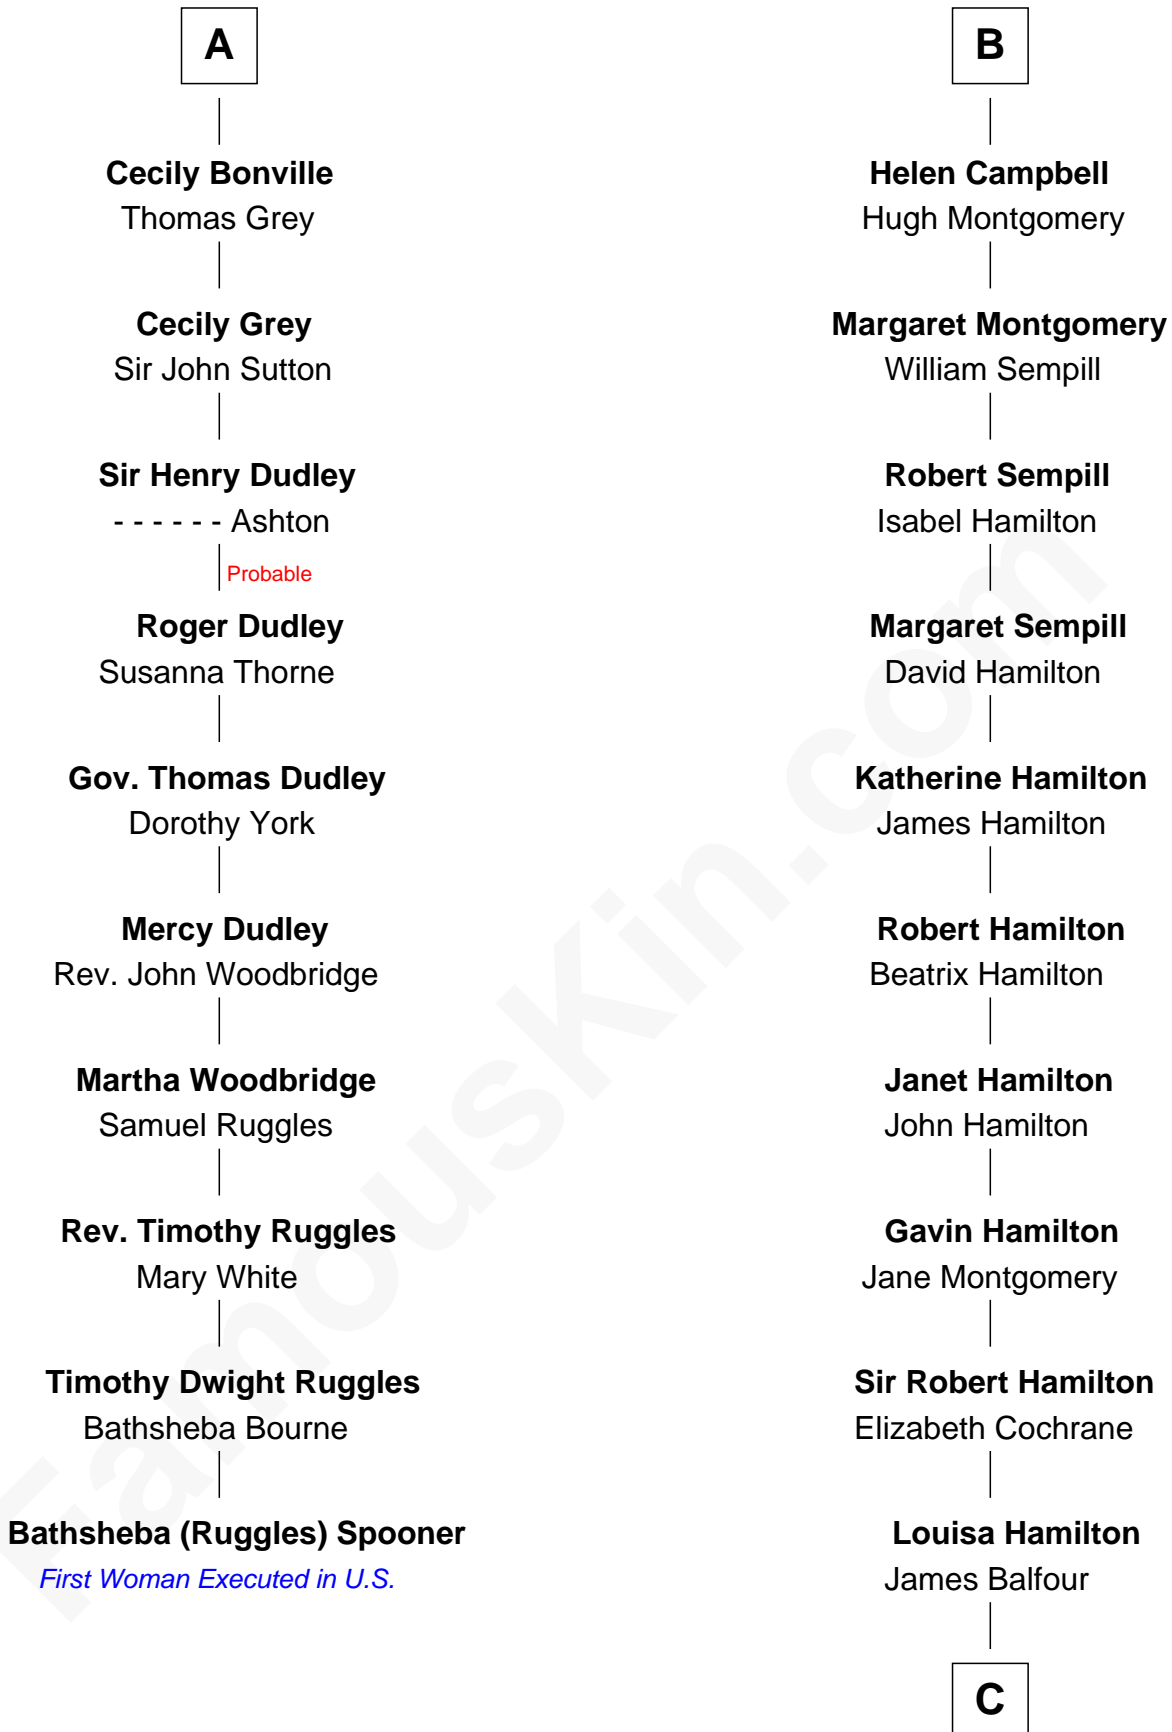 A
Cecily Bonville
Thomas Grey
Cecily Grey
Sir John Sutton
Sir Henry Dudley
- - - - - - Ashton
Probable
Roger Dudley
Susanna Thorne
Gov. Thomas Dudley
Dorothy York
Mercy Dudley
Rev. John Woodbridge
Martha Woodbridge
Samuel Ruggles
Rev. Timothy Ruggles
Mary White
Timothy Dwight Ruggles
Bathsheba Bourne
Bathsheba (Ruggles) Spooner
First Woman Executed in U.S.
B
Helen Campbell
Hugh Montgomery
Margaret Montgomery
William Sempill
Robert Sempill
Isabel Hamilton
Margaret Sempill
David Hamilton
Katherine Hamilton
James Hamilton
Robert Hamilton
Beatrix Hamilton
Janet Hamilton
John Hamilton
Gavin Hamilton
Jane Montgomery
Sir Robert Hamilton
Elizabeth Cochrane
Louisa Hamilton
James Balfour
C
FamousKin.com